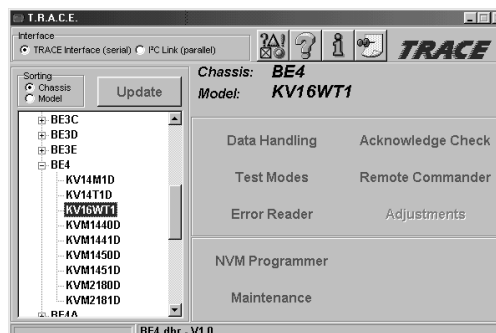 T.R.A.C.E.
Interface
TRACE Interface (serial) I²C Link (parallel)
TRACE
Sorting
Chassis
Model
Update
Chassis: BE4
Model: KV16WT1
BE3C
BE3D
BE3E
BE4
KV14M1D
KV14T1D
KV16WT1
KVM1440D
KVM1441D
KVM1450D
KVM1451D
KVM2180D
KVM2181D
BE4A
Data Handling Acknowledge Check
Test Modes Remote Commander
Error Reader Adjustments
NVM Programmer
Maintenance
BE4.dbr - V1.0